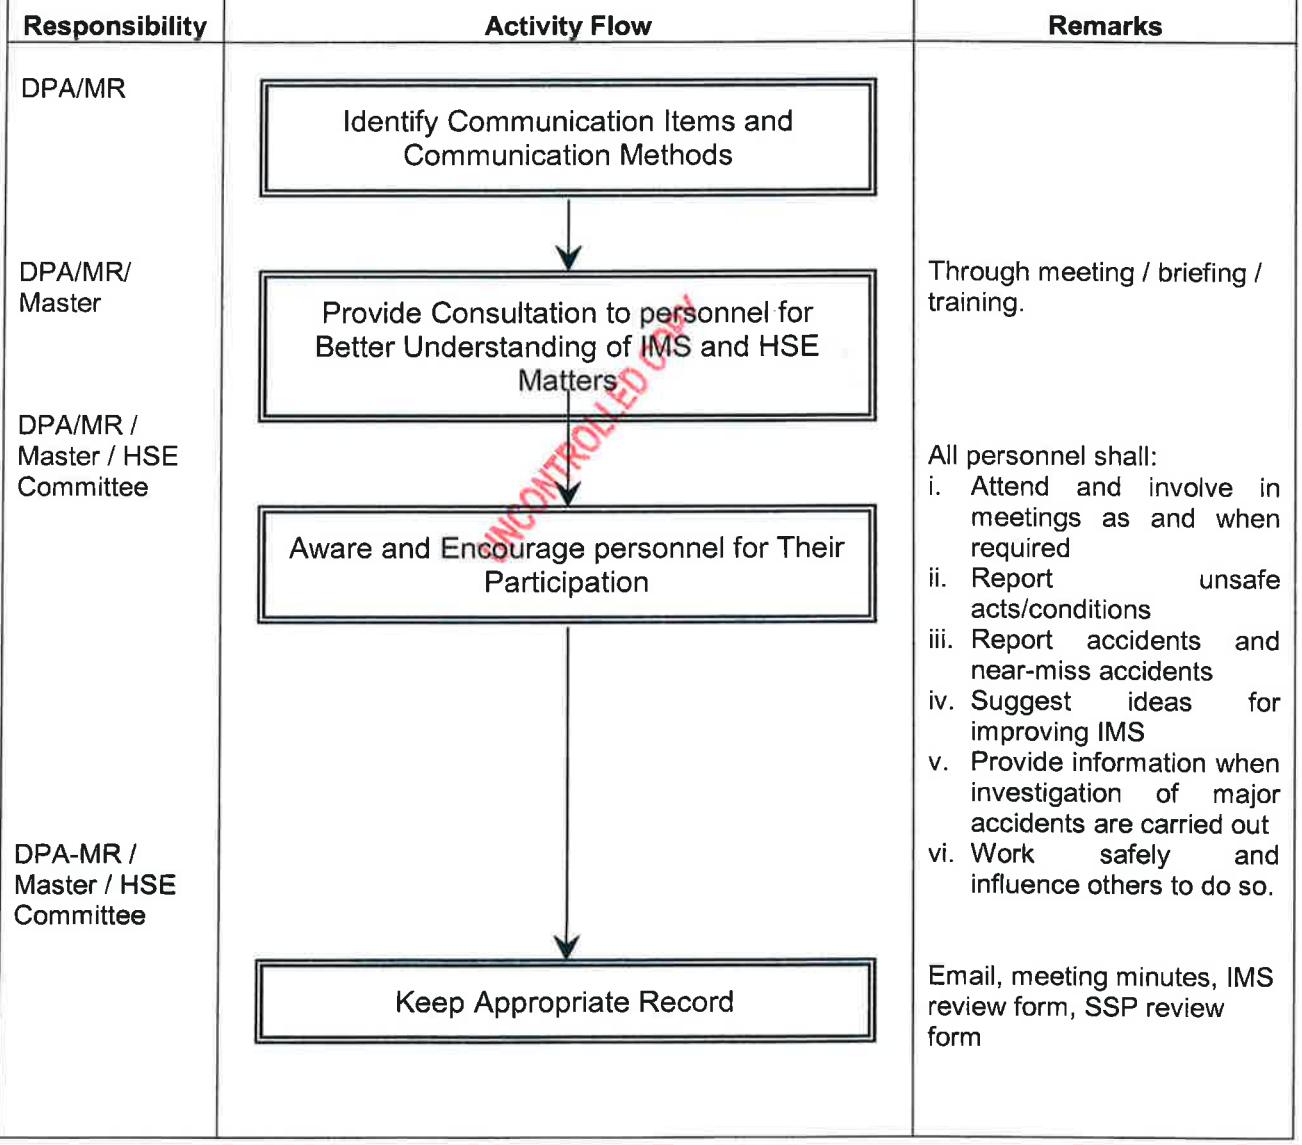 Responsibility
Activity Flow
Remarks
DPA/MR
Identify Communication Items and
Communication Methods
DPA/MR/
Master
Provide Consultation to personnel for
Better Understanding of IMS and HSE
Matters
Through meeting / briefing /
training.
DPA/MR /
Master / HSE
Committee
Aware and Encourage personnel for Their
Participation
All personnel shall:
i. Attend and involve in
meetings as and when
required
ii. Report unsafe
acts/conditions
iii. Report accidents and
near-miss accidents
iv. Suggest ideas for
improving IMS
v. Provide information when
investigation of major
accidents are carried out
vi. Work safely and
influence others to do so.
DPA-MR /
Master / HSE
Committee
Keep Appropriate Record
Email, meeting minutes, IMS
review form, SSP review
form
UNCONTROLLED COPY